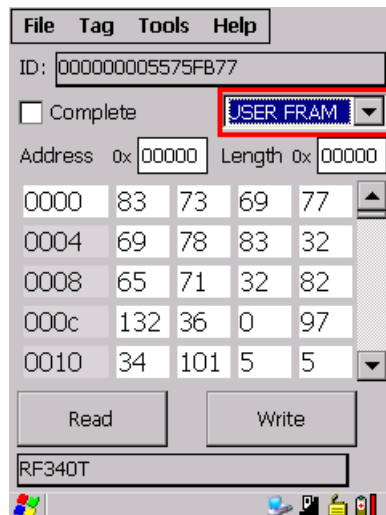 File Tag Tools Help
ID: 000000005575FB77
Complete USER FRAM
Address 0x 00000 Length 0x 00000
0000 83 73 69 77
0004 69 78 83 32
0008 65 71 32 82
000c 132 36 0 97
0010 34 101 5 5
Read Write
RF340T